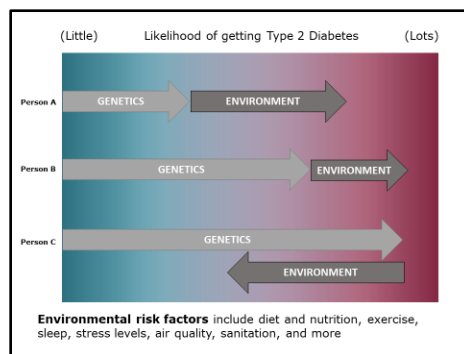 (Little) Likelihood of getting Type 2 Diabetes (Lots)
Person A
GENETICS
ENVIRONMENT
Person B
GENETICS
ENVIRONMENT
Person C
GENETICS
ENVIRONMENT
Environmental risk factors include diet and nutrition, exercise,
sleep, stress levels, air quality, sanitation, and more